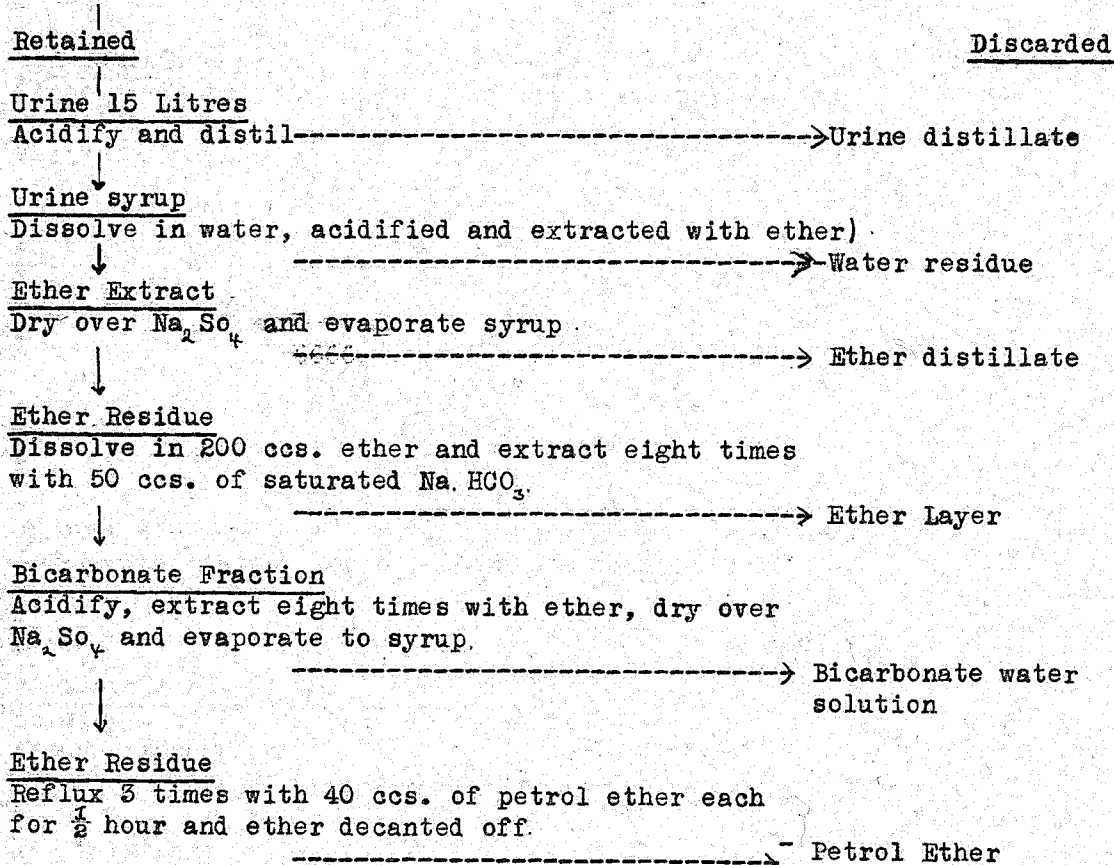 Retained Discarded
Urine 15 Litres
Acidify and distil----------------------------->Urine distillate
Urine syrup
Dissolve in water, acidified and extracted with ether)
----------------------------->-Water residue
Ether Extract
Dry over Na2So4 and evaporate syrup
-----------------------------> Ether distillate
Ether Residue
Dissolve in 200 ccs. ether and extract eight times
with 50 ccs. of saturated Na. HCO3.
-----------------------------> Ether Layer
Bicarbonate Fraction
Acidify, extract eight times with ether, dry over
Na2So4 and evaporate to syrup.
-----------------------------> Bicarbonate water
solution
Ether Residue
Reflux 3 times with 40 ccs. of petrol ether each
for 1/2 hour and ether decanted off.
-----------------------------> - Petrol Ether